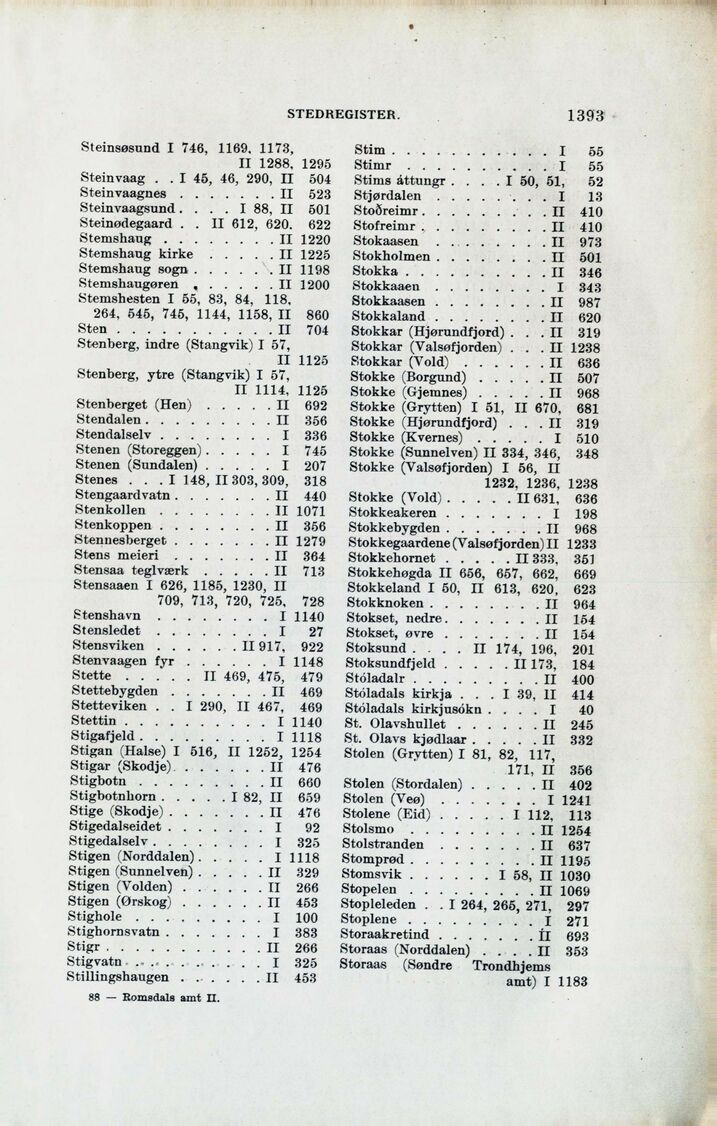 STEDREGISTER. 1393
Steinsøsund I 746, 1169, 1173,
II 1288, 1295
Steinvaag . . I 45, 46, 290, II 504
Steinvaagnes . . . . . . . II 523
Steinvaagsund . . . . I 88, II 501
Steinødegaard . . II 612, 620. 622
Stemshaug . . . . . . . . II 1220
Stemshaug kirke . . . . . II 1225
Stemshaug sogn . . . . . . II 1198
Stemshaugøren . . . . . . II 1200
Stemshesten I 55, 83, 84, 118,
264, 545, 745, 1144, 1158, II 860
Sten . . . . . . . . . . . II 704
Stenberg, indre (Stangvik) I 57,
II 1125
Stenberg, ytre (Stangvik) I 57,
II 1114, 1125
Stenberget (Hen) . . . . . II 692
Stendalen . . . . . . . . . II 356
Stendalselv . . . . . . . . I 336
Stenen (Storeggen) . . . . . I 745
Stenen (Sundalen) . . . . . I 207
Stenes . . . I 148, II 303, 309, 318
Stengaardvatn . . . . . . . II 440
Stenkollen . . . . . . . . II 1071
Stenkoppen . . . . . . . . II 356
Stennesberget . . . . . . . II 1279
Stens meieri . . . . . . . II 364
Stensaa teglværk . . . . . II 713
Stensaaen I 626, 1185, 1230, II
709, 713, 720, 725, 728
Stenshavn . . . . . . . . I 1140
Stensledet . . . . . . . . I 27
Stensviken . . . . . . II 917, 922
Stenvaagen fyr . . . . . . I 1148
Stette . . . . . II 469, 475, 479
Stettebygden . . . . . . . II 469
Stetteviken . . I 290, II 467, 469
Stettin . . . . . . . . . . I 1140
Stigafjeld . . . . . . . . . I 1118
Stigan (Halse) I 516, II 1252, 1254
Stigar (Skodje) . . . . . . II 476
Stigbotn . . . . . . . . . II 660
Stigbotnhorn . . . . . I 82, II 659
Stige (Skodje) . . . . . . . II 476
Stigedalseidet . . . . . . . I 92
Stigedalselv . . . . . . . . I 325
Stigen (Norddalen) . . . . . I 1118
Stigen (Sunnelven) . . . . . II 329
Stigen (Volden) . . . . . . II 266
Stigen (Ørskog) . . . . . . II 453
Stighole . . . . . . . . . I 100
Stighornsvatn . . . . . . . I 383
Stigr . . . . . . . . . . . II 266
Stigvatn . . . . . . . . . I 325
Stillingshaugen . . . . . . II 453
88 — Romsdals amt II.
Stim . . . . . . . . . . . I 55
Stimr . . . . . . . . . . I 55
Stims áttungr . . . . I 50, 51, 52
Stjørdalen . . . . . . . . I 13
Stoðreimr . . . . . . . . . II 410
Stofreimr . . . . . . . . . II 410
Stokaasen . . . . . . . . II 973
Stokholmen . . . . . . . . II 501
Stokka . . . . . . . . . . II 346
Stokkaaen . . . . . . . . I 343
Stokkaasen . . . . . . . . II 987
Stokkaland . . . . . . . . II 620
Stokkar (Hjørundfjord) . . . II 319
Stokkar (Valsøfjorden) . . . II 1238
Stokkar (Vold) . . . . . . II 636
Stokke (Borgund) . . . . . II 507
Stokke (Gjemnes) . . . . . II 968
Stokke (Grytten) I 51, II 670, 681
Stokke (Hjørundfjord) . . . II 319
Stokke (Kvernes) . . . . . I 510
Stokke (Sunnelven) II 334, 346, 348
Stokke (Valsøfjorden) I 56, II
1232, 1236, 1238
Stokke (Vold) . . . . . II 631, 636
Stokkeakeren . . . . . . . I 198
Stokkebygden . . . . . . . II 968
Stokkegaardene (Valsøfjorden) II 1233
Stokkehornet . . . . . II 333, 351
Stokkehøgda II 656, 657, 662, 669
Stokkeland I 50, II 613, 620, 623
Stokknoken . . . . . . . . II 964
Stokset, nedre . . . . . . . II 154
Stokset, øvre . . . . . . . II 154
Stoksund . . . . II 174, 196, 201
Stoksundfjeld . . . . . II 173, 184
Stóladalr . . . . . . . . . II 400
Stóladals kirkja . . . I 39, II 414
Stóladals kirkjusókn . . . . I 40
St. Olavshullet . . . . . . II 245
St. Olavs kjødlaar . . . . . II 332
Stolen (Grytten) I 81, 82, 117,
171, II 356
Stolen (Stordalen) . . . . . II 402
Stolen (Veø) . . . . . . . . I 1241
Stolene (Eid) . . . . . I 112, 113
Stolsmo . . . . . . . . . II 1254
Stolstranden . . . . . . . II 637
Stomprød . . . . . . . . . II 1195
Stomsvik . . . . . . I 58, II 1030
Stopelen . . . . . . . . . II 1069
Stopleleden . . I 264, 265, 271, 297
Stoplene . . . . . . . . . I 271
Storaakretind . . . . . . . II 693
Storaas (Norddalen) . . . . II 353
Storaas (Søndre Trondhjems
amt) I 1183